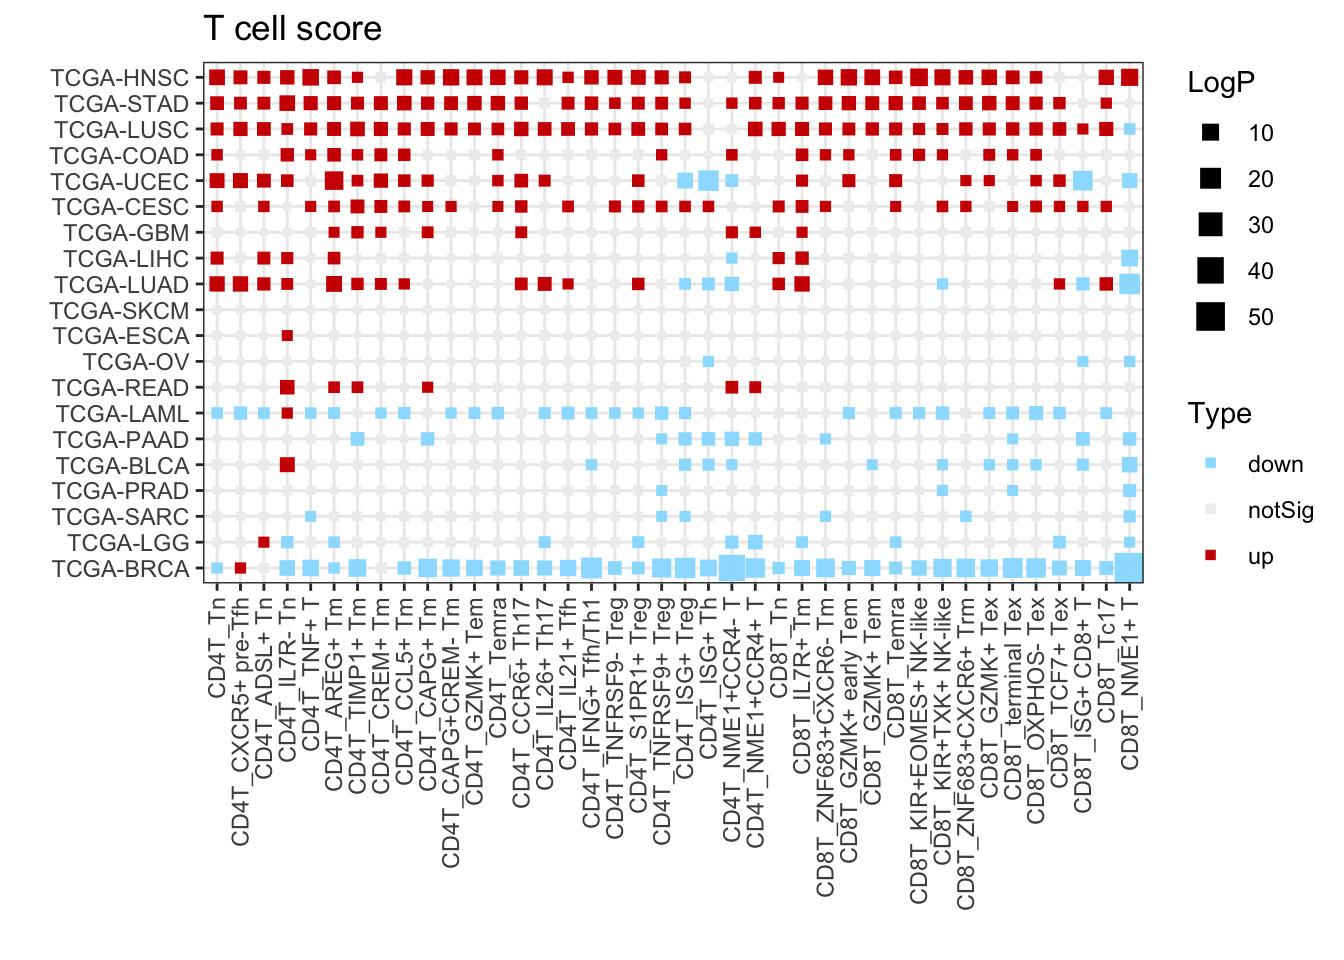 T cell score
TCGA-HNSC
TCGA-STAD
TCGA-LUSC
TCGA-COAD
TCGA-UCEC
TCGA-CESC
TCGA-GBM
TCGA-LIHC
TCGA-LUAD
TCGA-SKCM
TCGA-ESCA
TCGA-OV
TCGA-READ
TCGA-LAML
TCGA-PAAD
TCGA-BLCA
TCGA-PRAD
TCGA-SARC
TCGA-LGG
TCGA-BRCA
CD4T_Tn
CD4T_CXCR5+ pre-Tfh
CD4T_ADSL+ Tn
CD4T_IL7R- Tn
CD4T_TNF+ T
CD4T_AREG+ Tm
CD4T_TIMP1+ Tm
CD4T_CREM+ Tm
CD4T_CCL5+ Tm
CD4T_CAPG+ Tm
CD4T_CAPG+CREM- Tm
CD4T_GZMK+ Tem
CD4T_Temra
CD4T_CCR6+ Th17
CD4T_IL26+ Th17
CD4T_IL21+ Tfh
CD4T_IFNG+ Tfh/Th1
CD4T_TNFRSF9- Treg
CD4T_S1PR1+ Treg
CD4T_TNFRSF9+ Treg
CD4T_ISG+ Treg
CD4T_ISG+ Th
CD4T_NME1+CCR4- T
CD4T_NME1+CCR4+ T
CD8T_Tn
CD8T_IL7R+ Tm
CD8T_ZNF683+CXCR6- Tm
CD8T_GZMK+ early Tem
CD8T_GZMK+ Tem
CD8T_Temra
CD8T_KIR+EOMES+ NK-like
CD8T_KIR+TXK+ NK-like
CD8T_ZNF683+CXCR6+ Trm
CD8T_GZMK+ Tex
CD8T_terminal Tex
CD8T_OXPHOS- Tex
CD8T_TCF7+ Tex
CD8T_ISG+ CD8+ T
CD8T_Tc17
CD8T_NME1+ T
LogP
10
20
30
40
50
Type
down
notSig
up